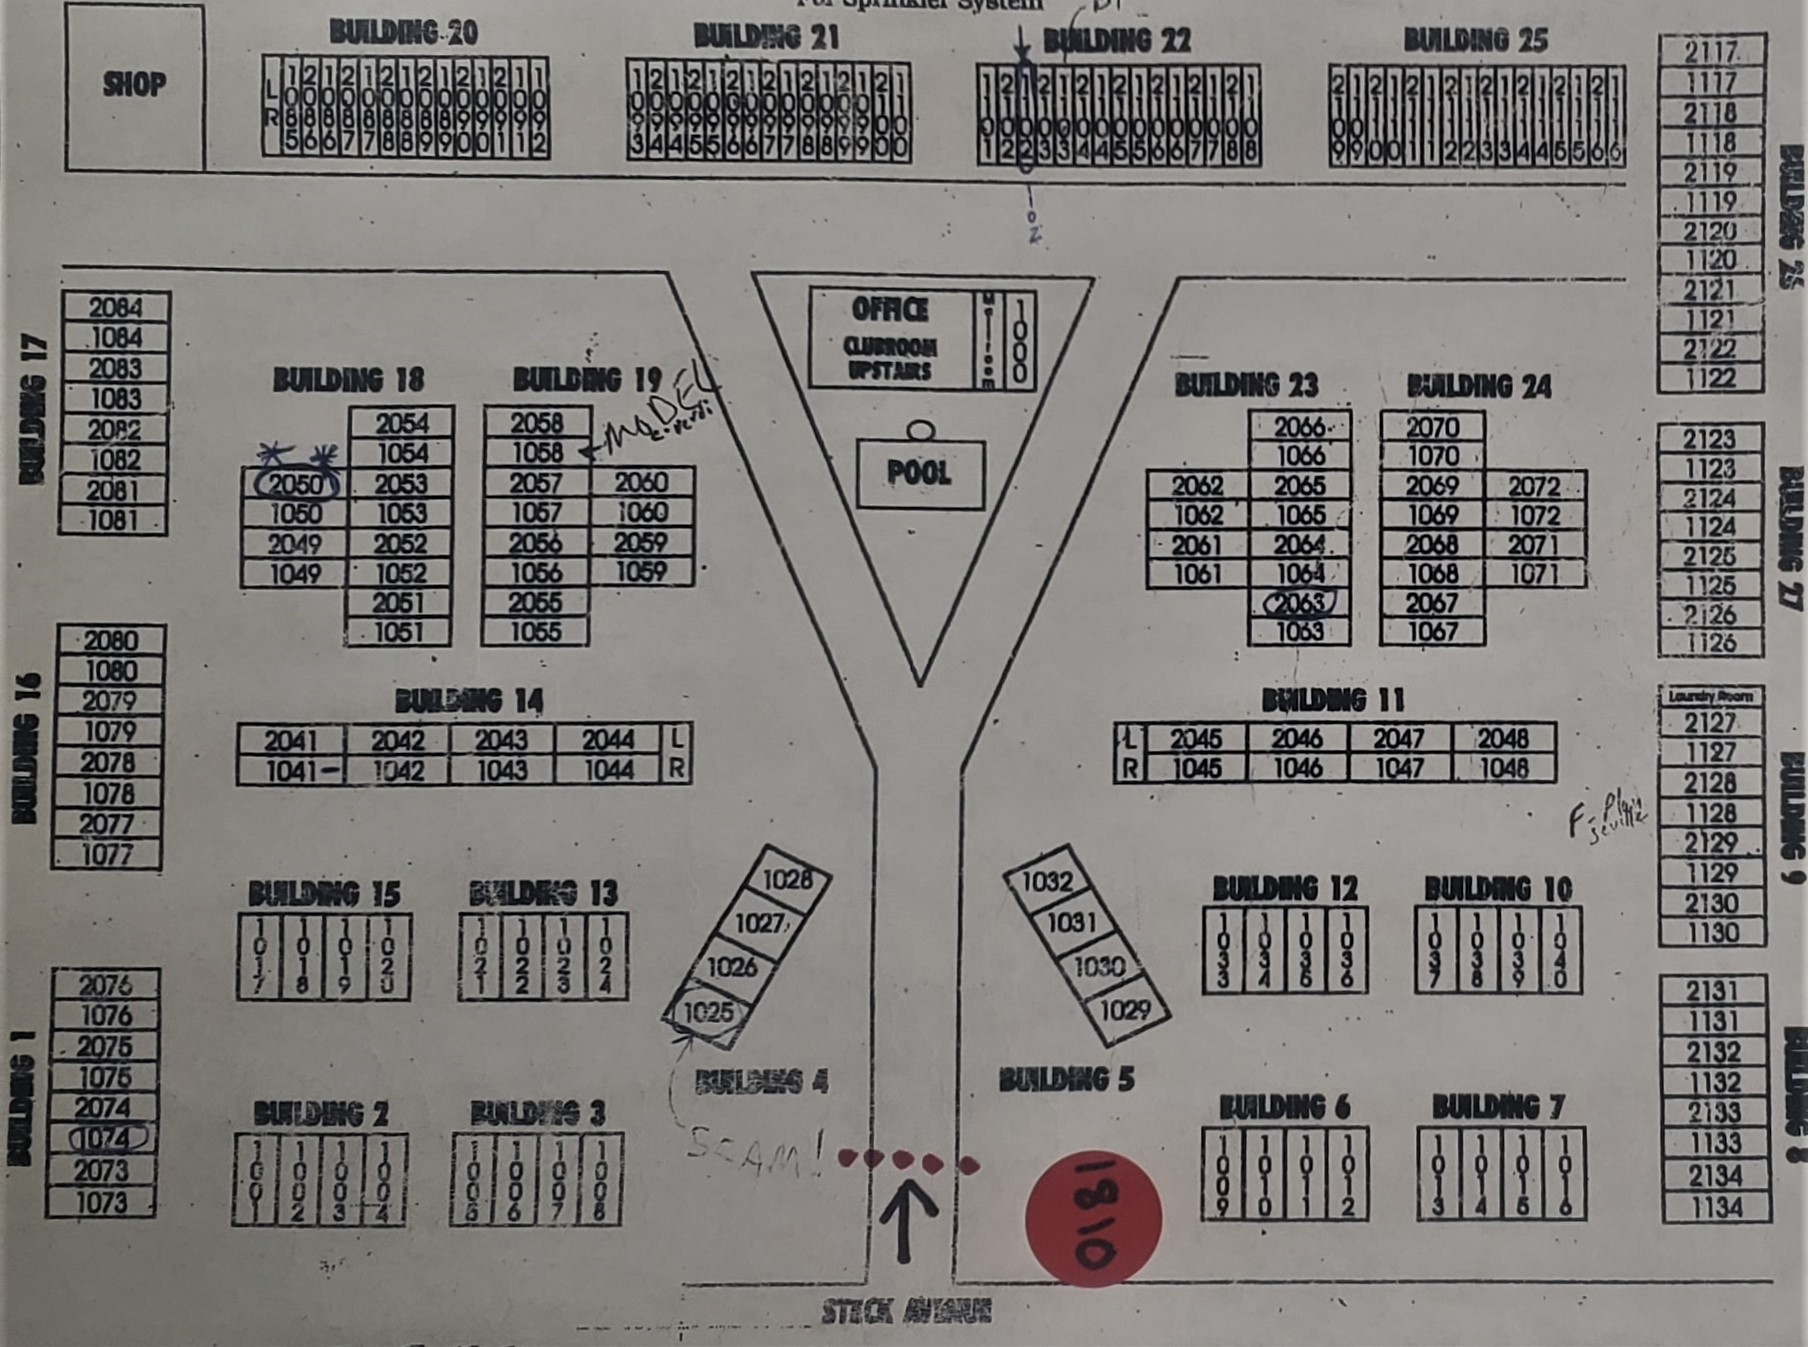 For Sprinkler System
SHOP
BUILDING 20
L R 1085 2086 1086 2087 1087 2088 1088 2089 1089 2090 1090 2091 1091 1092
BUILDING 21
1093 2094 1094 2095 1095 2096 1096 2097 1097 2098 1098 2099 1099 2100 1100
BUILDING 22
1101 2102 1102 2103 1103 2104 1104 2105 1105 2106 1106 2107 1107 2108 1108
BUILDING 25
2109 1109 2110 1110 2111 1111 2112 1112 2113 1113 2114 1114 2115 1115 2116 1116
2117
1117
2118
1118
2119
1119
2120
1120
2121
1121
2122
1122
BUILDING 17
2084
1084
2083
1083
2082
1082
2081
1081
OFFICE
CLUBROOM
UPSTAIRS
Mailroom
1000
POOL
BUILDING 18
2054
1054
2050 2053
1050 1053
2049 2052
1049 1052
2051
1051
BUILDING 19
MODEL
2058
1058
2057 2060
1057 1060
2056 2059
1056 1059
2055
1055
BUILDING 23
2066
1066
2062 2065
1062 1065
2061 2064
1061 1064
2063
1063
BUILDING 24
2070
1070
2069 2072
1069 1072
2068 2071
1068 1071
2067
1067
2123
1123
2124
1124
2125
1125
2126
1126
BUILDING 27
BUILDING 16
2080
1080
2079
1079
2078
1078
2077
1077
BUILDING 14
2041 2042 2043 2044 L
1041 1042 1043 1044 R
BUILDING 11
L 2045 2046 2047 2048
R 1045 1046 1047 1048
Laundry Room
2127
1127
2128
1128
2129
1129
2130
1130
BUILDING 9
BUILDING 15
1017 1018 1019 1020
BUILDING 13
1021 1022 1023 1024
1028
1027
1026
1025
BUILDING 4
SCAM!
1032
1031
1030
1029
BUILDING 5
BUILDING 12
1033 1034 1035 1036
BUILDING 10
1037 1038 1039 1040
BUILDING 1
2076
1076
2075
1075
2074
1074
2073
1073
BUILDING 2
1001 1002 1003 1004
BUILDING 3
1005 1006 1007 1008
BUILDING 6
1009 1010 1011 1012
BUILDING 7
1013 1014 1015 1016
2131
1131
2132
1132
2133
1133
2134
1134
BUILDING 8
0181
STECK AVENUE